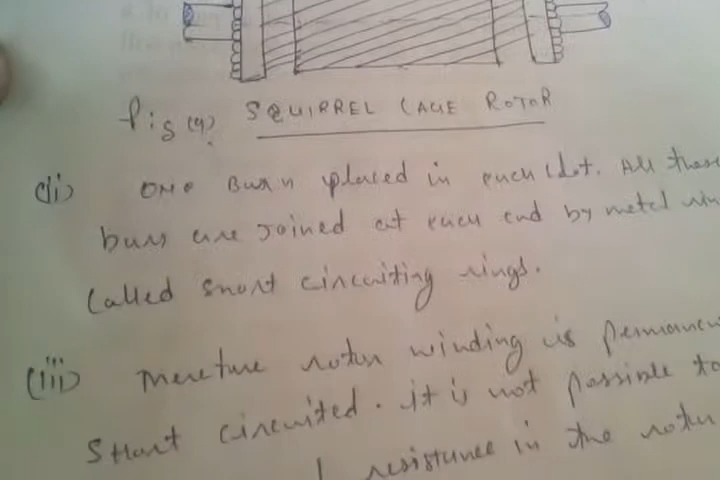 fig (9). SQUIRREL CAGE ROTOR
(ii) ONe Bar is placed in each slot. All these
bars are joined at each end by metal
called short circuiting rings.
(iii) Therefore rotor winding is
short circuited. it is not possible to
resistance in the rotor